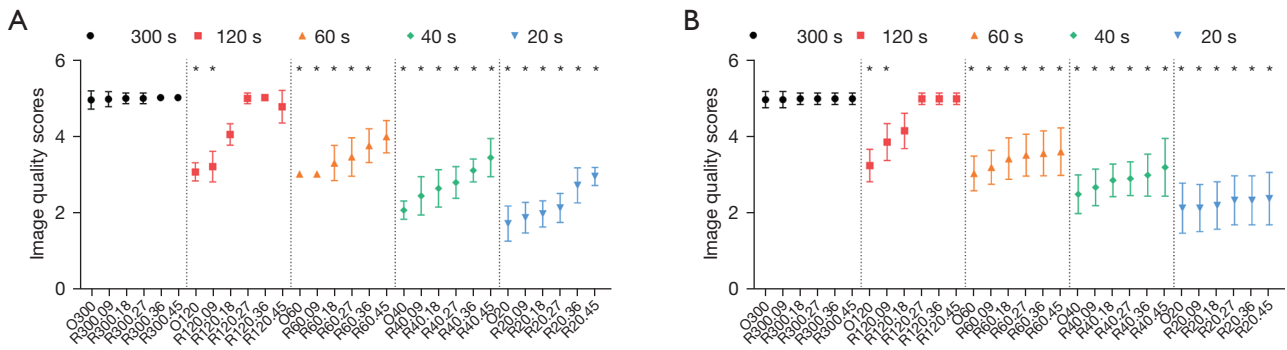 A
300 s 120 s 60 s 40 s 20 s
6
4
2
0
Image quality scores
* * * * * * * * * * * * * * * * * * *
O300 R300.09 R300.18 R300.27 R300.36 R300.45 O120 R120.09 R120.18 R120.27 R120.36 R120.45 O60 R60.09 R60.18 R60.27 R60.36 R60.45 O40 R40.09 R40.18 R40.27 R40.36 R40.45 O20 R20.09 R20.18 R20.27 R20.36 R20.45
B
300 s 120 s 60 s 40 s 20 s
6
4
2
0
Image quality scores
* * * * * * * * * * * * * * * * * * * *
O300 R300.09 R300.18 R300.27 R300.36 R300.45 O120 R120.09 R120.18 R120.27 R120.36 R120.45 O60 R60.09 R60.18 R60.27 R60.36 R60.45 O40 R40.09 R40.18 R40.27 R40.36 R40.45 O20 R20.09 R20.18 R20.27 R20.36 R20.45